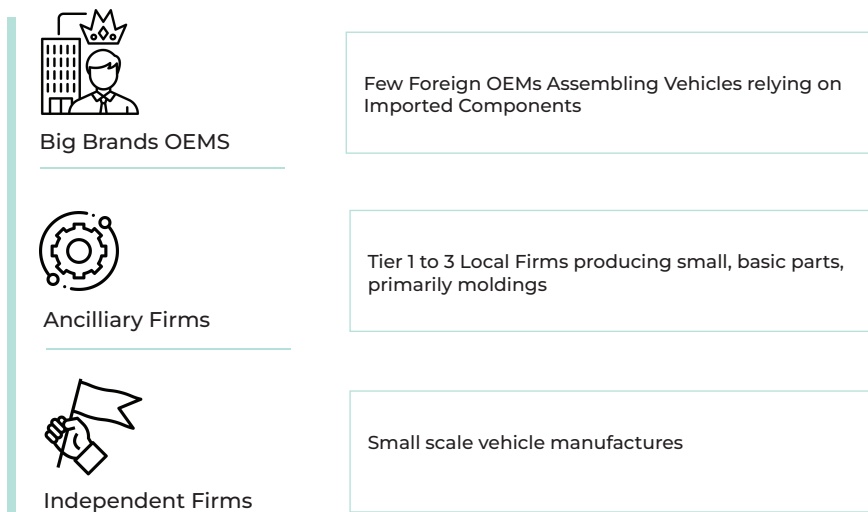 Big Brands OEMS
Few Foreign OEMs Assembling Vehicles relying on
Imported Components
Ancilliary Firms
Tier 1 to 3 Local Firms producing small, basic parts,
primarily moldings
Independent Firms
Small scale vehicle manufactures